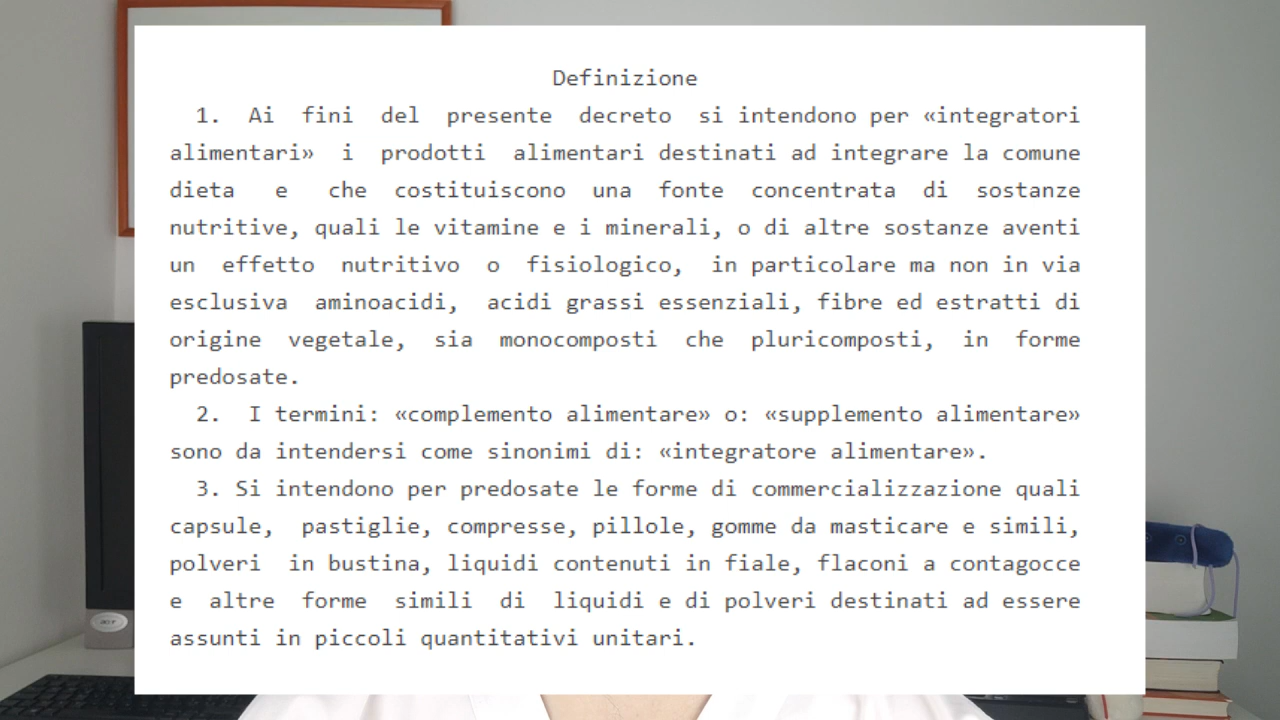 Definizione
1. Ai fini del presente decreto si intendono per «integratori
alimentari» i prodotti alimentari destinati ad integrare la comune
dieta e che costituiscono una fonte concentrata di sostanze
nutritive, quali le vitamine e i minerali, o di altre sostanze aventi
un effetto nutritivo o fisiologico, in particolare ma non in via
esclusiva aminoacidi, acidi grassi essenziali, fibre ed estratti di
origine vegetale, sia monocomposti che pluricomposti, in forme
predosate.
2. I termini: «complemento alimentare» o: «supplemento alimentare»
sono da intendersi come sinonimi di: «integratore alimentare».
3. Si intendono per predosate le forme di commercializzazione quali
capsule, pastiglie, compresse, pillole, gomme da masticare e simili,
polveri in bustina, liquidi contenuti in fiale, flaconi a contagocce
e altre forme simili di liquidi e di polveri destinati ad essere
assunti in piccoli quantitativi unitari.
acer